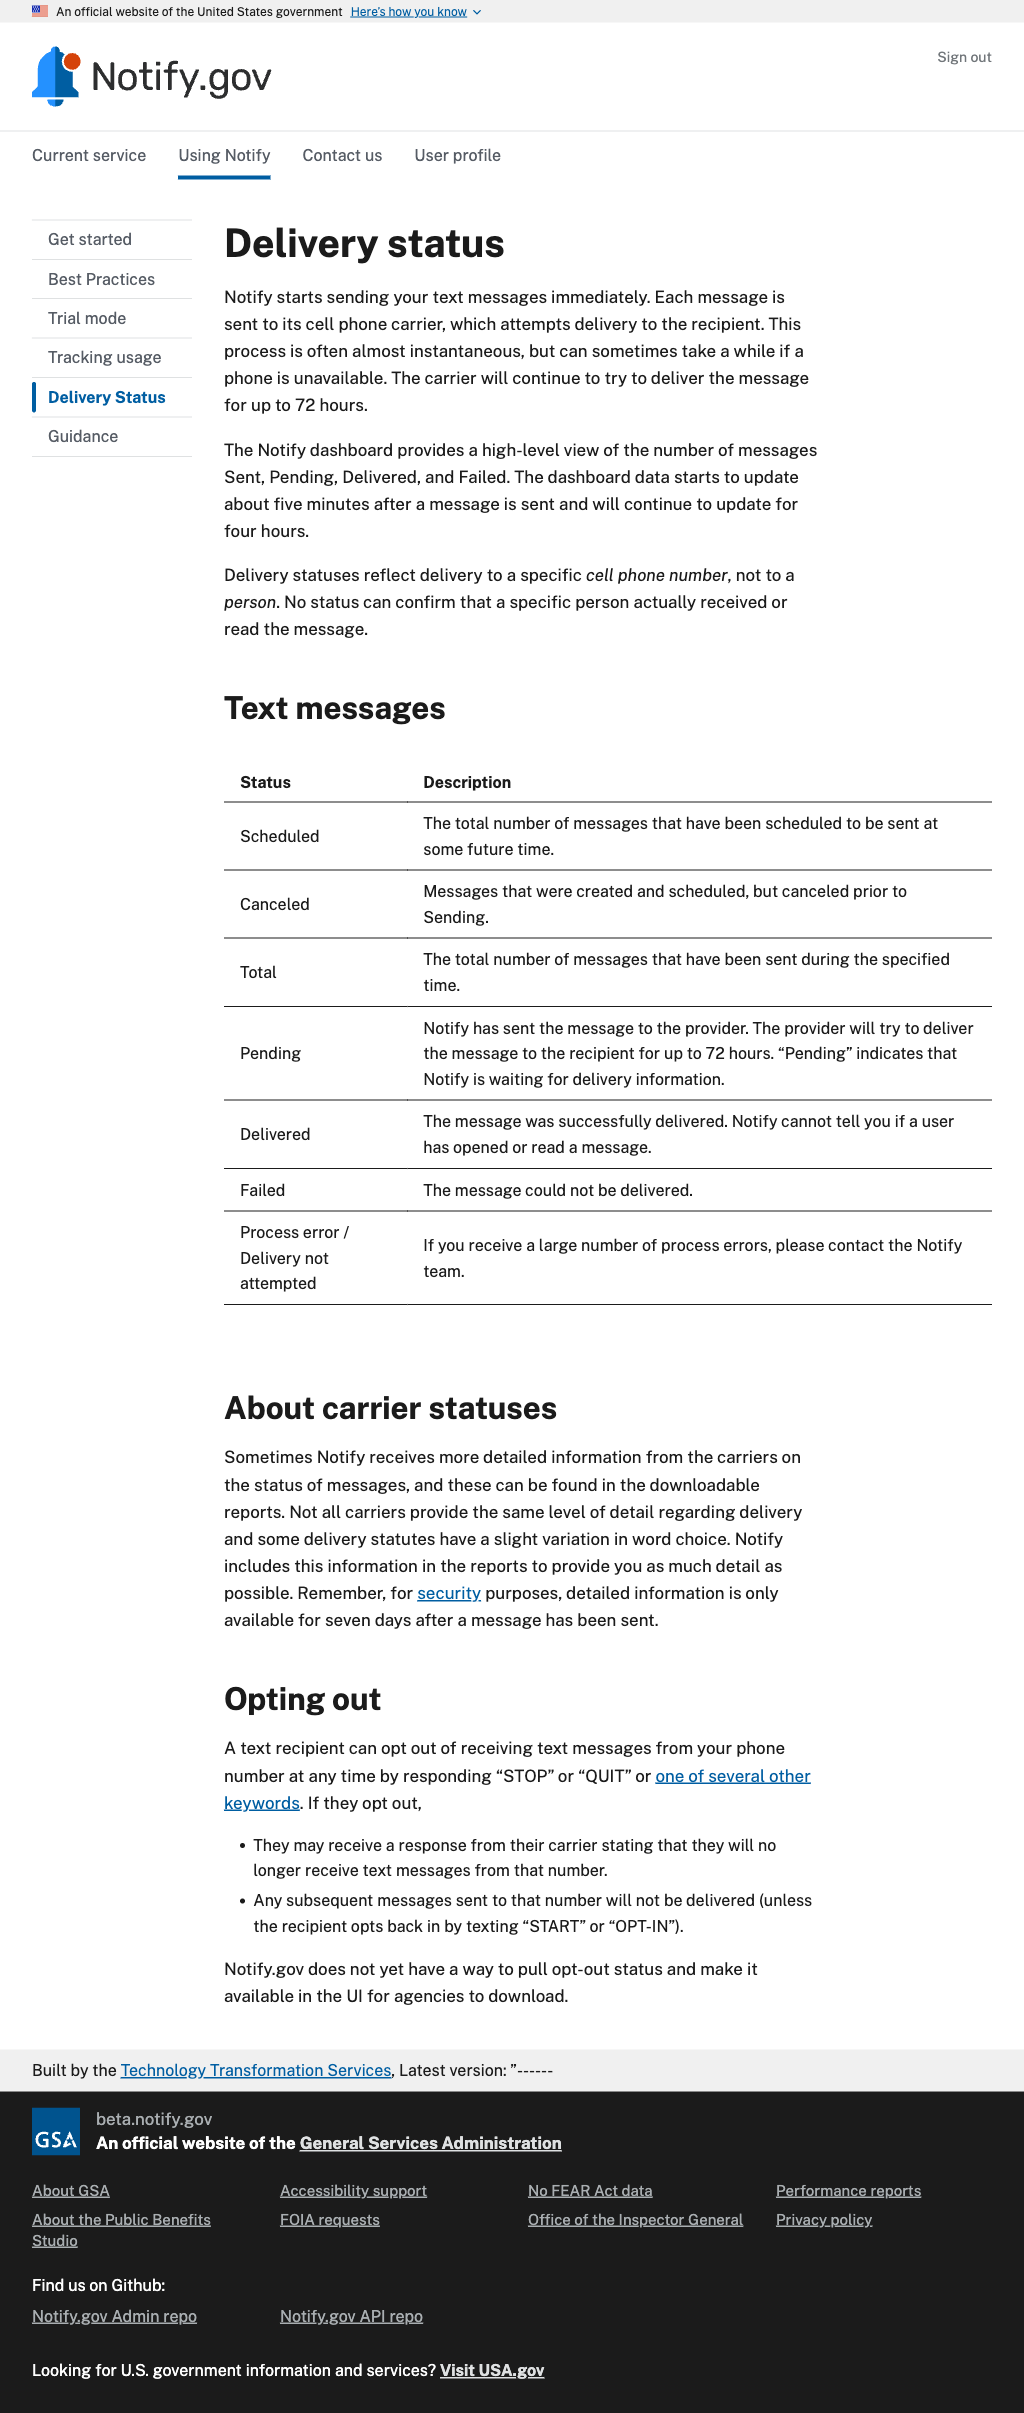 An official website of the United States government Here's how you know
Notify.gov
Sign out
Current service Using Notify Contact us User profile
Get started
Best Practices
Trial mode
Tracking usage
Delivery Status
Guidance
Delivery status
Notify starts sending your text messages immediately. Each message is
sent to its cell phone carrier, which attempts delivery to the recipient. This
process is often almost instantaneous, but can sometimes take a while if a
phone is unavailable. The carrier will continue to try to deliver the message
for up to 72 hours.
The Notify dashboard provides a high-level view of the number of messages
Sent, Pending, Delivered, and Failed. The dashboard data starts to update
about five minutes after a message is sent and will continue to update for
four hours.
Delivery statuses reflect delivery to a specific cell phone number, not to a
person. No status can confirm that a specific person actually received or
read the message.
Text messages
Status Description
Scheduled
The total number of messages that have been scheduled to be sent at
some future time.
Canceled
Messages that were created and scheduled, but canceled prior to
Sending.
Total
The total number of messages that have been sent during the specified
time.
Pending
Notify has sent the message to the provider. The provider will try to deliver
the message to the recipient for up to 72 hours. “Pending” indicates that
Notify is waiting for delivery information.
Delivered
The message was successfully delivered. Notify cannot tell you if a user
has opened or read a message.
Failed The message could not be delivered.
Process error /
Delivery not
attempted
If you receive a large number of process errors, please contact the Notify
team.
About carrier statuses
Sometimes Notify receives more detailed information from the carriers on
the status of messages, and these can be found in the downloadable
reports. Not all carriers provide the same level of detail regarding delivery
and some delivery statutes have a slight variation in word choice. Notify
includes this information in the reports to provide you as much detail as
possible. Remember, for security purposes, detailed information is only
available for seven days after a message has been sent.
Opting out
A text recipient can opt out of receiving text messages from your phone
number at any time by responding “STOP” or “QUIT” or one of several other
keywords. If they opt out,
• They may receive a response from their carrier stating that they will no
longer receive text messages from that number.
• Any subsequent messages sent to that number will not be delivered (unless
the recipient opts back in by texting “START” or “OPT-IN”).
Notify.gov does not yet have a way to pull opt-out status and make it
available in the UI for agencies to download.
Built by the Technology Transformation Services, Latest version: ”------
GSA
beta.notify.gov
An official website of the General Services Administration
About GSA Accessibility support No FEAR Act data Performance reports
About the Public Benefits
Studio
FOIA requests Office of the Inspector General Privacy policy
Find us on Github:
Notify.gov Admin repo Notify.gov API repo
Looking for U.S. government information and services? Visit USA.gov